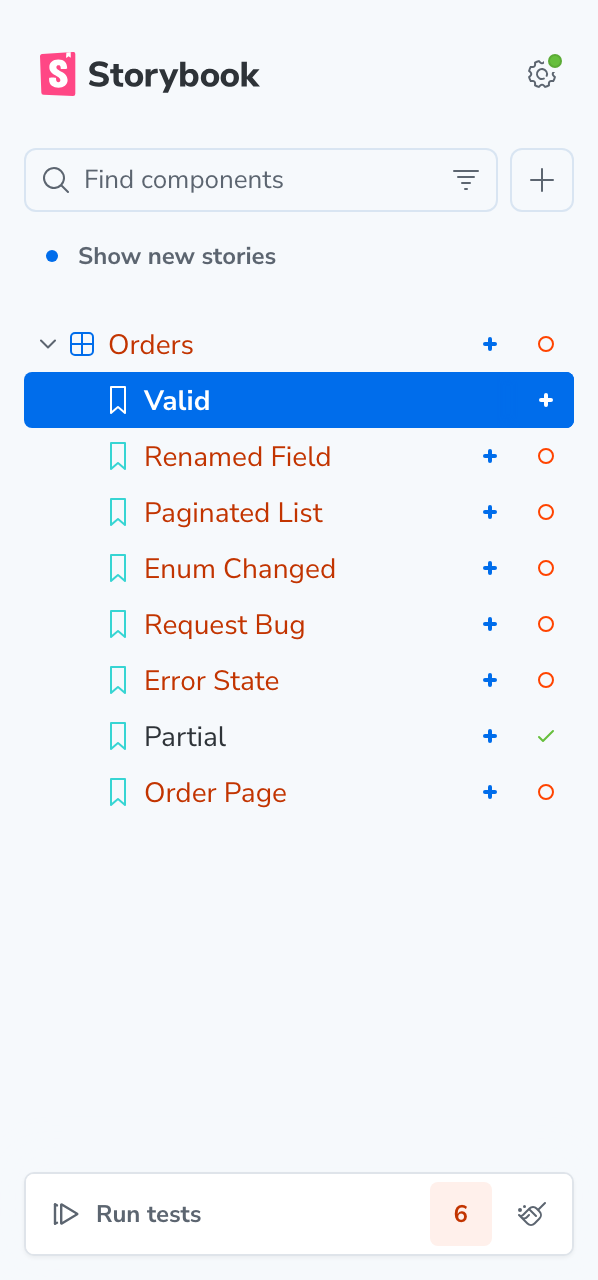 Storybook
Find components
Show new stories
Orders
Valid
Renamed Field
Paginated List
Enum Changed
Request Bug
Error State
Partial
Order Page
Run tests 6